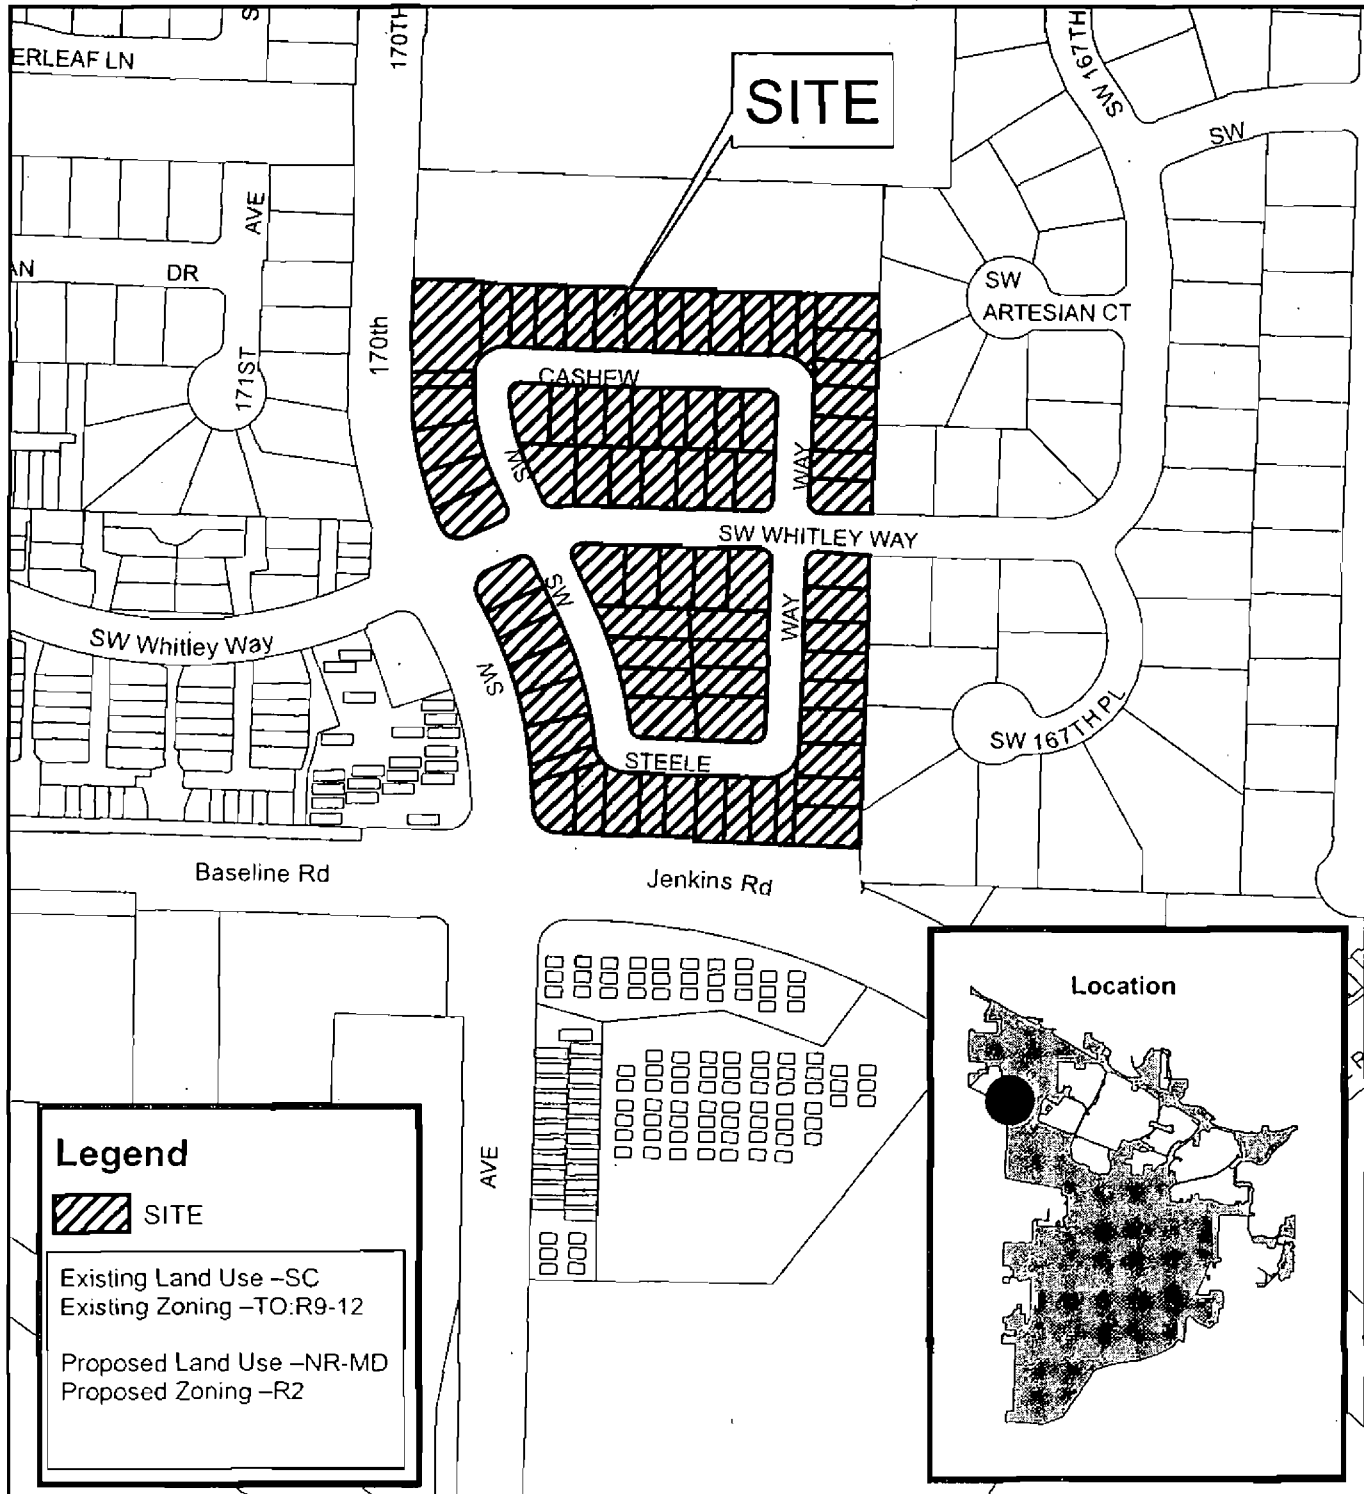 170TH
S
SW 167TH
ERLEAF LN
SITE
SW
AVE
AN
DR
SW
ARTESIAN CT
170th
171ST
CASHEW
SW
WAY
SW WHITLEY WAY
SW
WAY
SW Whitley Way
SW
SW 167TH PL
STEELE
Baseline Rd
Jenkins Rd
Location
AVE
P
Legend
SITE
Existing Land Use –SC
Existing Zoning –TO:R9-12
Proposed Land Use –NR-MD
Proposed Zoning –R2